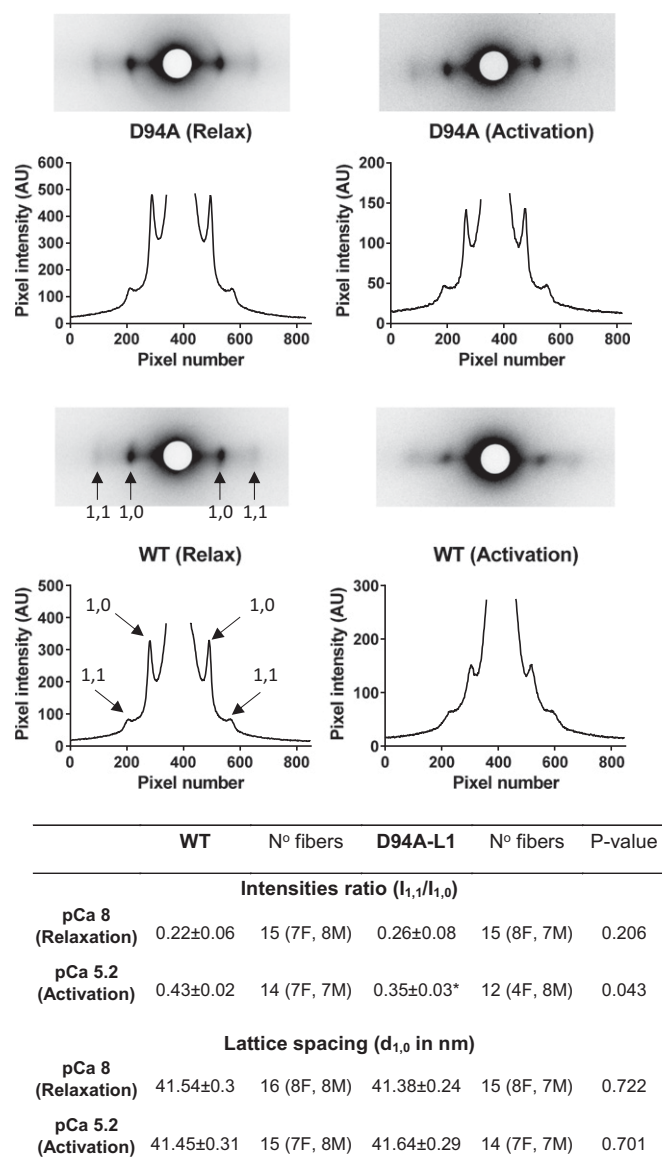 D94A (Relax)
D94A (Activation)
600
500
400
300
200
100
0
Pixel intensity (AU)
0 200 400 600 800
Pixel number
200
150
100
50
0
Pixel intensity (AU)
0 200 400 600 800
Pixel number
1,1 1,0 1,0 1,1
WT (Relax)
WT (Activation)
500
400
300
200
100
0
Pixel intensity (AU)
1,0
1,0
1,1
1,1
0 200 400 600 800
Pixel number
300
200
100
0
Pixel intensity (AU)
0 200 400 600 800
Pixel number
WT Nº fibers D94A-L1 Nº fibers P-value
Intensities ratio (I1,1/I1,0)
pCa 8
(Relaxation) 0.22±0.06 15 (7F, 8M) 0.26±0.08 15 (8F, 7M) 0.206
pCa 5.2
(Activation) 0.43±0.02 14 (7F, 7M) 0.35±0.03* 12 (4F, 8M) 0.043
Lattice spacing (d1,0 in nm)
pCa 8
(Relaxation) 41.54±0.3 16 (8F, 8M) 41.38±0.24 15 (8F, 7M) 0.722
pCa 5.2
(Activation) 41.45±0.31 15 (7F, 8M) 41.64±0.29 14 (7F, 7M) 0.701